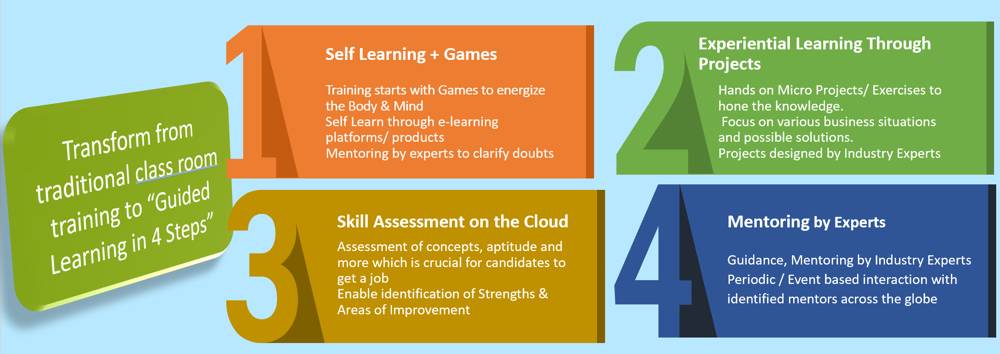 Transform from
traditional class room
training to “Guided
Learning in 4 Steps”
1
Self Learning + Games
Training starts with Games to energize
the Body & Mind
Self Learn through e-learning
platforms/ products
Mentoring by experts to clarify doubts
2
Experiential Learning Through
Projects
Hands on Micro Projects/ Exercises to
hone the knowledge.
Focus on various business situations
and possible solutions.
Projects designed by Industry Experts
3
Skill Assessment on the Cloud
Assessment of concepts, aptitude and
more which is crucial for candidates to
get a job
Enable identification of Strengths &
Areas of Improvement
4
Mentoring by Experts
Guidance, Mentoring by Industry Experts
Periodic / Event based interaction with
identified mentors across the globe